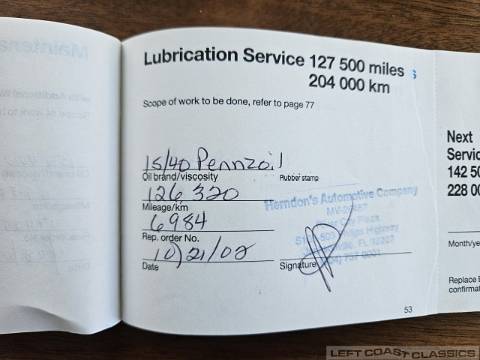 Maintena
Lubrication Service 127 500 miles
204 000 km
Scope of work to be done, refer to page 77
15/40 Pennzoil
Oil brand/viscosity
Rubber stamp
126 320
Mileage/km
Herndon's Automotive Company
6984
Rep. order No.
10/21/02
Date
Signature
53
Next
Servic
142 50
228 00
Month/ye
Replace E
confirmat
LEFT COAST CLASSICS